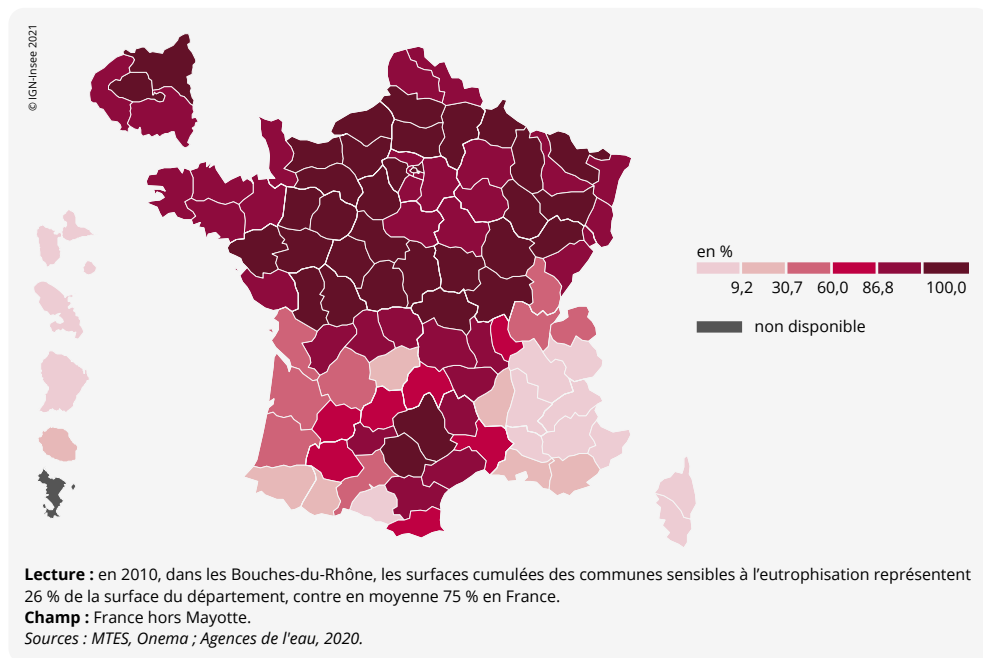 © IGN-Insee 2021
en %
9,2 30,7 60,0 86,8 100,0
non disponible
Lecture : en 2010, dans les Bouches-du-Rhône, les surfaces cumulées des communes sensibles à l’eutrophisation représentent
26 % de la surface du département, contre en moyenne 75 % en France.
Champ : France hors Mayotte.
Sources : MTES, Onema ; Agences de l'eau, 2020.